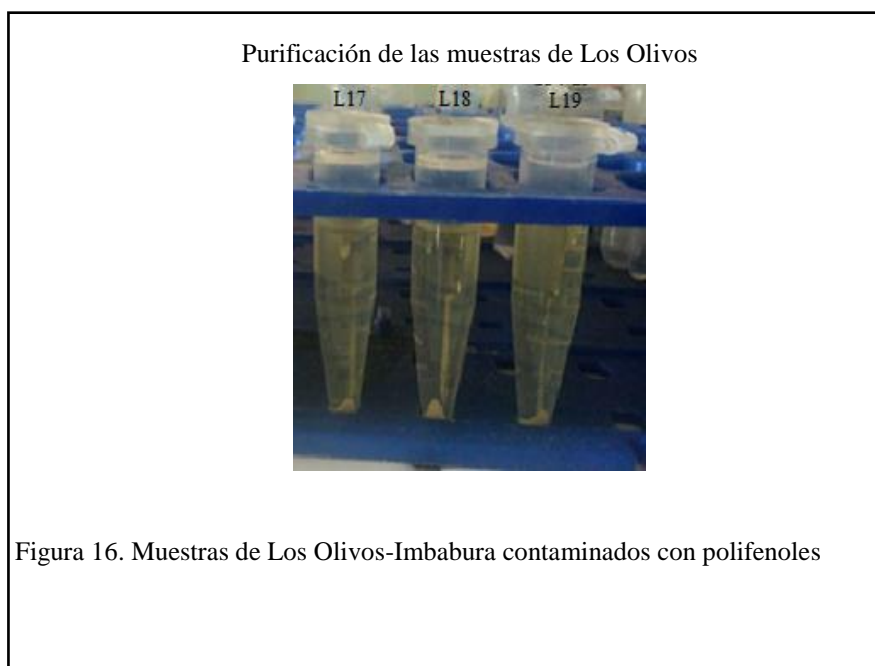 Purificación de las muestras de Los Olivos
L17 L18 L19
Figura 16. Muestras de Los Olivos-Imbabura contaminados con polifenoles